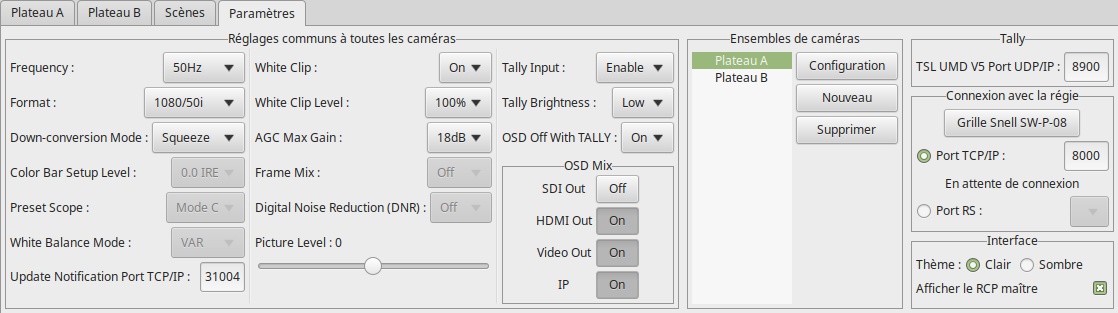 Plateau A
Plateau B
Scènes
Paramètres
Réglages communs à toutes les caméras
Frequency :
50Hz
Format :
1080/50i
Down-conversion Mode :
Squeeze
Color Bar Setup Level :
0.0 IRE
Preset Scope :
Mode C
White Balance Mode :
VAR
Update Notification Port TCP/IP :
31004
White Clip :
On
White Clip Level :
100%
AGC Max Gain :
18dB
Frame Mix :
Off
Digital Noise Reduction (DNR) :
Off
Picture Level : 0
Tally Input :
Enable
Tally Brightness :
Low
OSD Off With TALLY :
On
OSD Mix
SDI Out
Off
HDMI Out
On
Video Out
On
IP
On
Ensembles de caméras
Plateau A
Plateau B
Configuration
Nouveau
Supprimer
Tally
TSL UMD V5 Port UDP/IP :
8900
Connexion avec la régie
Grille Snell SW-P-08
Port TCP/IP :
8000
En attente de connexion
Port RS :
Interface
Thème :
Clair
Sombre
Afficher le RCP maître